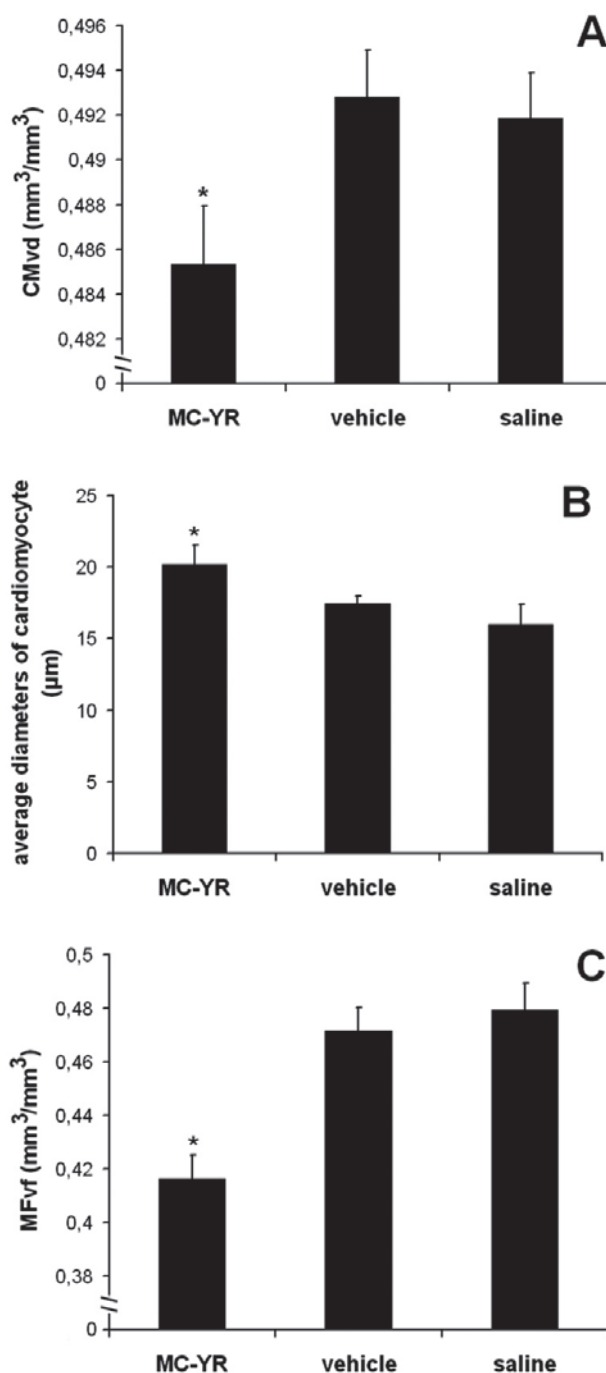 A
CMvd (mm³/mm³)
0,496
0,494
0,492
0,49
0,488
0,486
0,484
0,482
0
*
MC-YR vehicle saline
B
average diameters of cardiomyocyte
(µm)
25
20
15
10
5
0
*
MC-YR vehicle saline
C
MFvf (mm³/mm³)
0,5
0,48
0,46
0,44
0,42
0,4
0,38
0
*
MC-YR vehicle saline